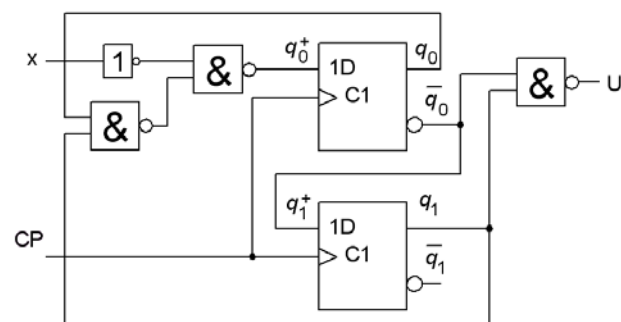 x 1 & q₀⁺ 1D q₀ & U
& C1 q̄₀
q₁⁺ 1D q₁
CP C1 q̄₁